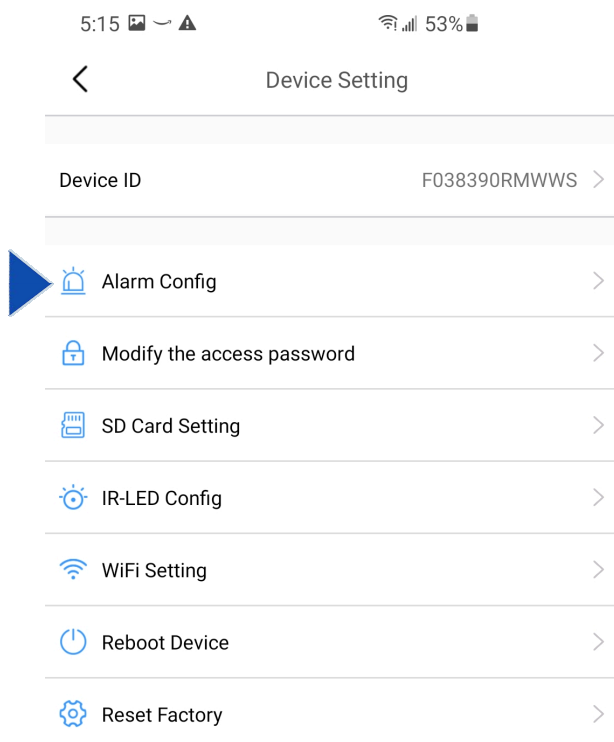 5:15 53%
Device Setting
Device ID F038390RMWWS
Alarm Config
Modify the access password
SD Card Setting
IR-LED Config
WiFi Setting
Reboot Device
Reset Factory